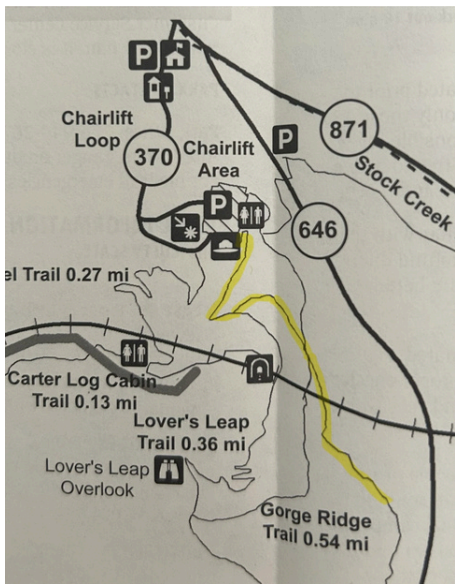 P
Chairlift
Loop
370
Chairlift
Area
P
P
871
Stock Creek
646
el Trail 0.27 mi
Carter Log Cabin
Trail 0.13 mi
Lover's Leap
Trail 0.36 mi
Lover's Leap
Overlook
Gorge Ridge
Trail 0.54 mi